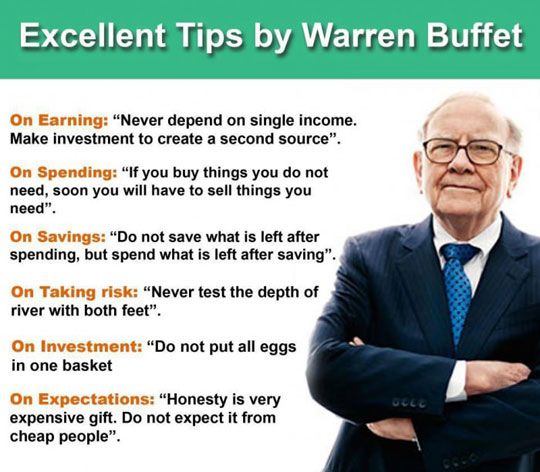 Excellent Tips by Warren Buffet
On Earning: “Never depend on single income.
Make investment to create a second source”.
On Spending: “If you buy things you do not
need, soon you will have to sell things you
need”.
On Savings: “Do not save what is left after
spending, but spend what is left after saving”.
On Taking risk: “Never test the depth of
river with both feet”.
On Investment: “Do not put all eggs
in one basket
On Expectations: “Honesty is very
expensive gift. Do not expect it from
cheap people”.